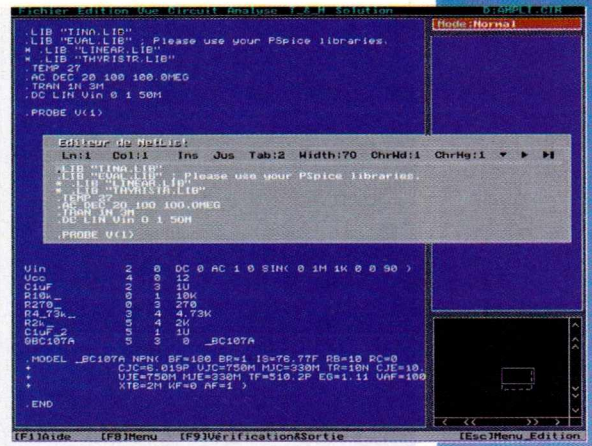 Fichier Edition Vue Circuit Analyse T_&_M Solution D:AMPLI.CIR
Mode:Normal
.LIB "TINA.LIB"
.LIB "EVAL.LIB" ; Please use your PSpice libraries.
* .LIB "LINEAR.LIB"
* .LIB "THYRISTR.LIB"
.TEMP 27
.AC DEC 20 100 100.0MEG
.TRAN 1N 3M
.DC LIN Vin 0 1 50M
.PROBE V(1)
Editeur de NetList
Ln:1 Col:1 Ins Jus Tab:2 Width:70 ChrWd:1 ChrHg:1
.LIB "TINA.LIB"
.LIB "EVAL.LIB" ; Please use your PSpice libraries.
* .LIB "LINEAR.LIB"
* .LIB "THYRISTR.LIB"
.TEMP 27
.AC DEC 20 100 100.0MEG
.TRAN 1N 3M
.DC LIN Vin 0 1 50M
.PROBE V(1)
Vin 2 0 DC 0 AC 1 0 SIN( 0 1M 1K 0 0 90 )
Vcc 4 0 12
C1uF 2 3 1U
R10k_ 0 1 10K
R270_ 0 3 270
R4_73k_ 3 4 4.73K
R2k_ 5 4 2K
C1uF_2 5 1 1U
QBC107A 5 3 0 _BC107A
.MODEL _BC107A NPN( BF=180 BR=1 IS=76.77F RB=10 RC=0
+ CJC=6.019P VJC=750M MJC=330M TR=10N CJE=10.
+ VJE=750M MJE=330M TF=510.2P EG=1.11 VAF=100
+ XTB=2M KF=0 AF=1 )
.END
[F1]Aide [F8]Menu [F9]Vérification&Sortie [Esc]Menu_Edition